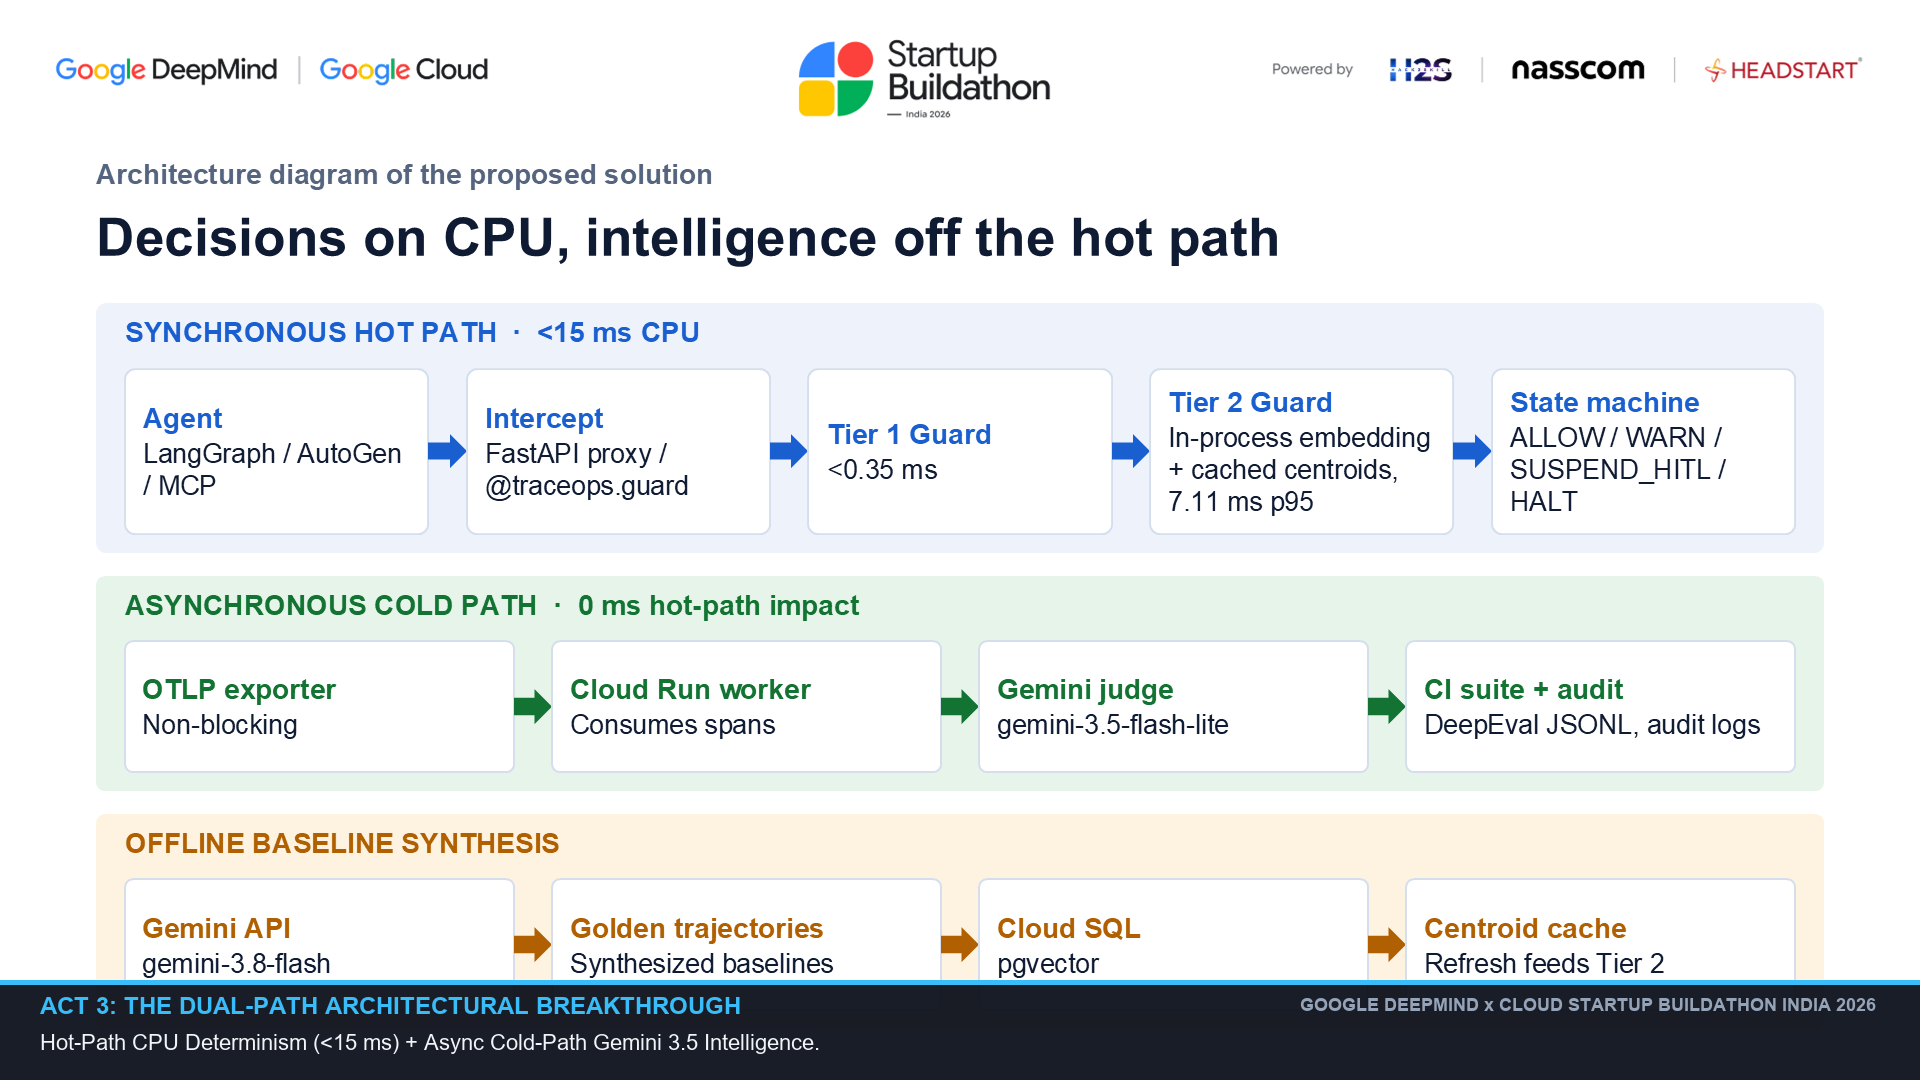 Google DeepMind
Google Cloud
Startup
Buildathon
India 2026
Powered by
H2S
nasscom
HEADSTART
Architecture diagram of the proposed solution
Decisions on CPU, intelligence off the hot path
SYNCHRONOUS HOT PATH · <15 ms CPU
Agent
LangGraph / AutoGen
/ MCP
Intercept
FastAPI proxy /
@traceops.guard
Tier 1 Guard
<0.35 ms
Tier 2 Guard
In-process embedding
+ cached centroids,
7.11 ms p95
State machine
ALLOW / WARN /
SUSPEND_HITL /
HALT
ASYNCHRONOUS COLD PATH · 0 ms hot-path impact
OTLP exporter
Non-blocking
Cloud Run worker
Consumes spans
Gemini judge
gemini-3.5-flash-lite
CI suite + audit
DeepEval JSONL, audit logs
OFFLINE BASELINE SYNTHESIS
Gemini API
gemini-3.8-flash
Golden trajectories
Synthesized baselines
Cloud SQL
pgvector
Centroid cache
Refresh feeds Tier 2
ACT 3: THE DUAL-PATH ARCHITECTURAL BREAKTHROUGH
GOOGLE DEEPMIND x CLOUD STARTUP BUILDATHON INDIA 2026
Hot-Path CPU Determinism (<15 ms) + Async Cold-Path Gemini 3.5 Intelligence.